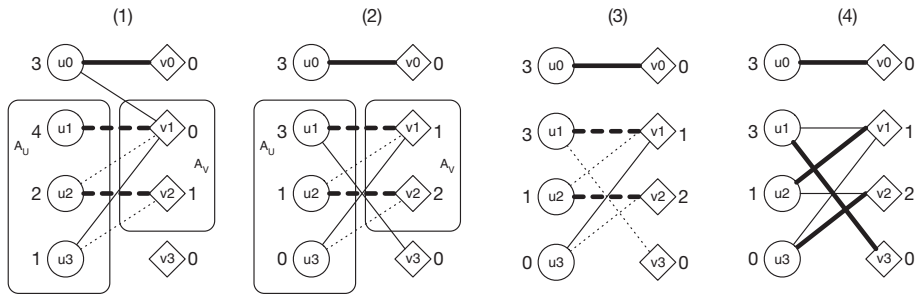 (1) (2) (3) (4)
3 u0 v0 0 3 u0 v0 0 3 u0 v0 0 3 u0 v0 0
4 u1 v1 0 3 u1 v1 1 3 u1 v1 1 3 u1 v1 1
A_U A_V A_U A_V
2 u2 v2 1 1 u2 v2 2 1 u2 v2 2 1 u2 v2 2
1 u3 v3 0 0 u3 v3 0 0 u3 v3 0 0 u3 v3 0